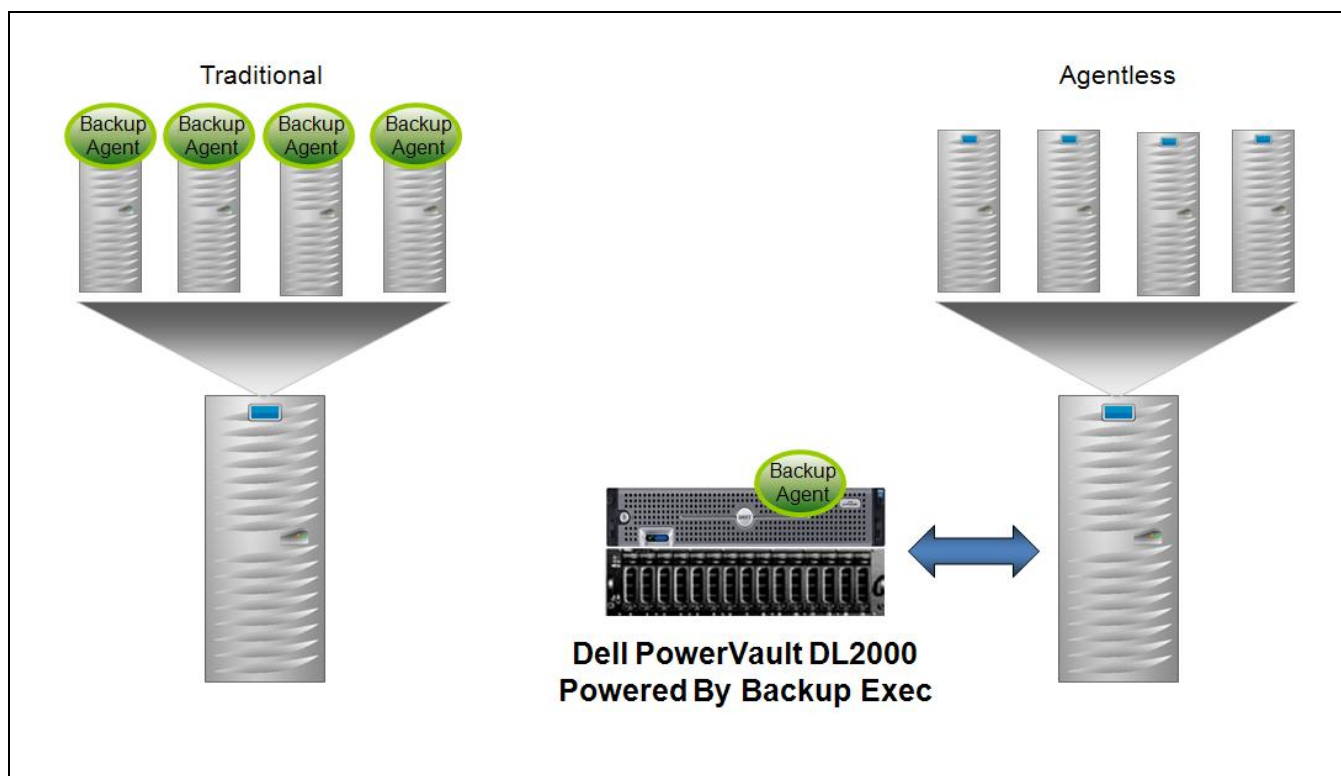 Traditional
Agentless
Backup
Agent
Backup
Agent
Backup
Agent
Backup
Agent
Backup
Agent
Dell PowerVault DL2000
Powered By Backup Exec